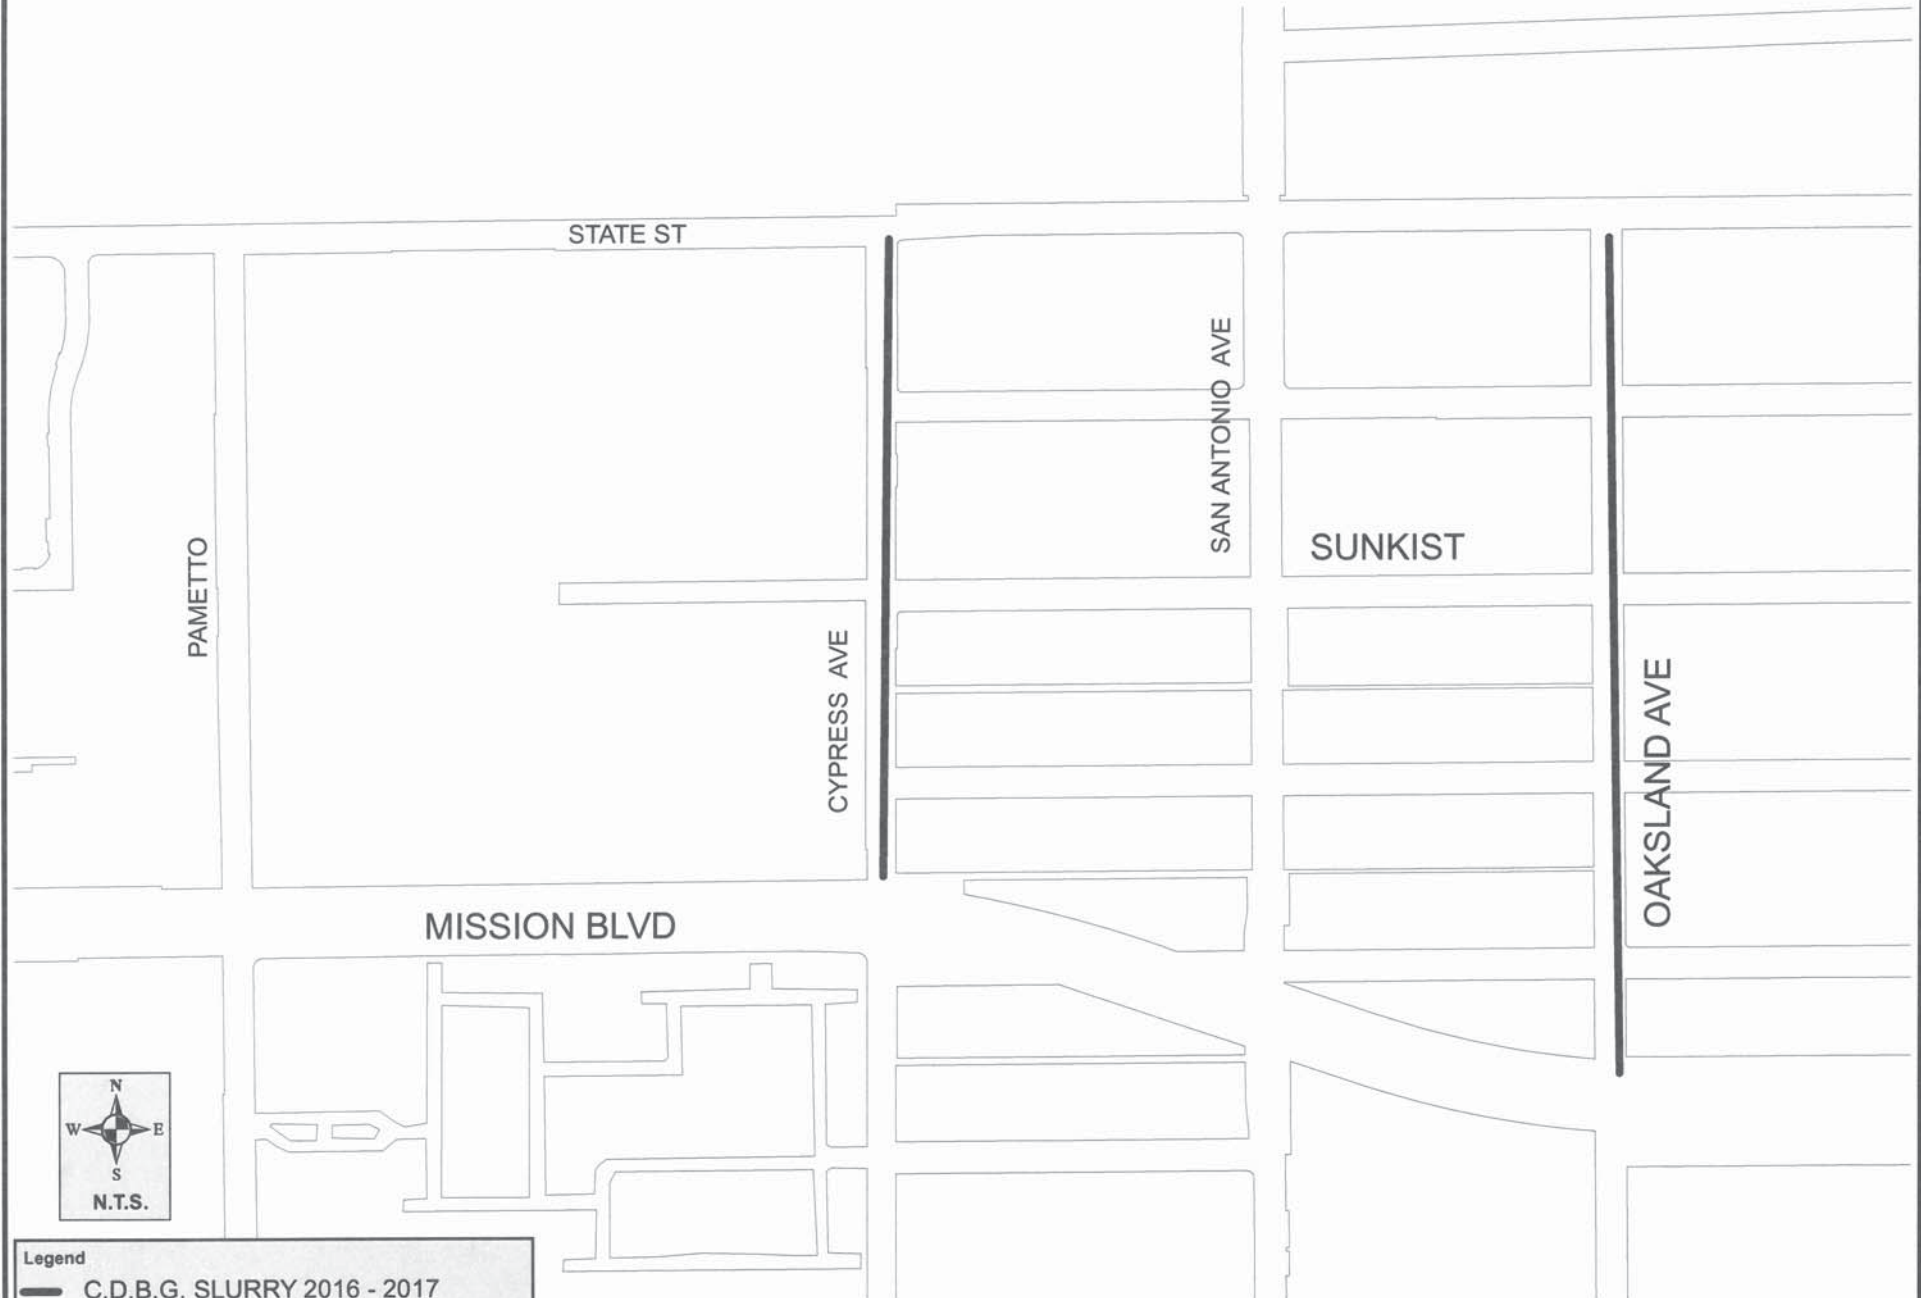 STATE ST
SAN ANTONIO AVE
SUNKIST
PAMETTO
CYPRESS AVE
OAKSLAND AVE
MISSION BLVD
N
W E
S
N.T.S.
Legend
C.D.B.G. SLURRY 2016 - 2017